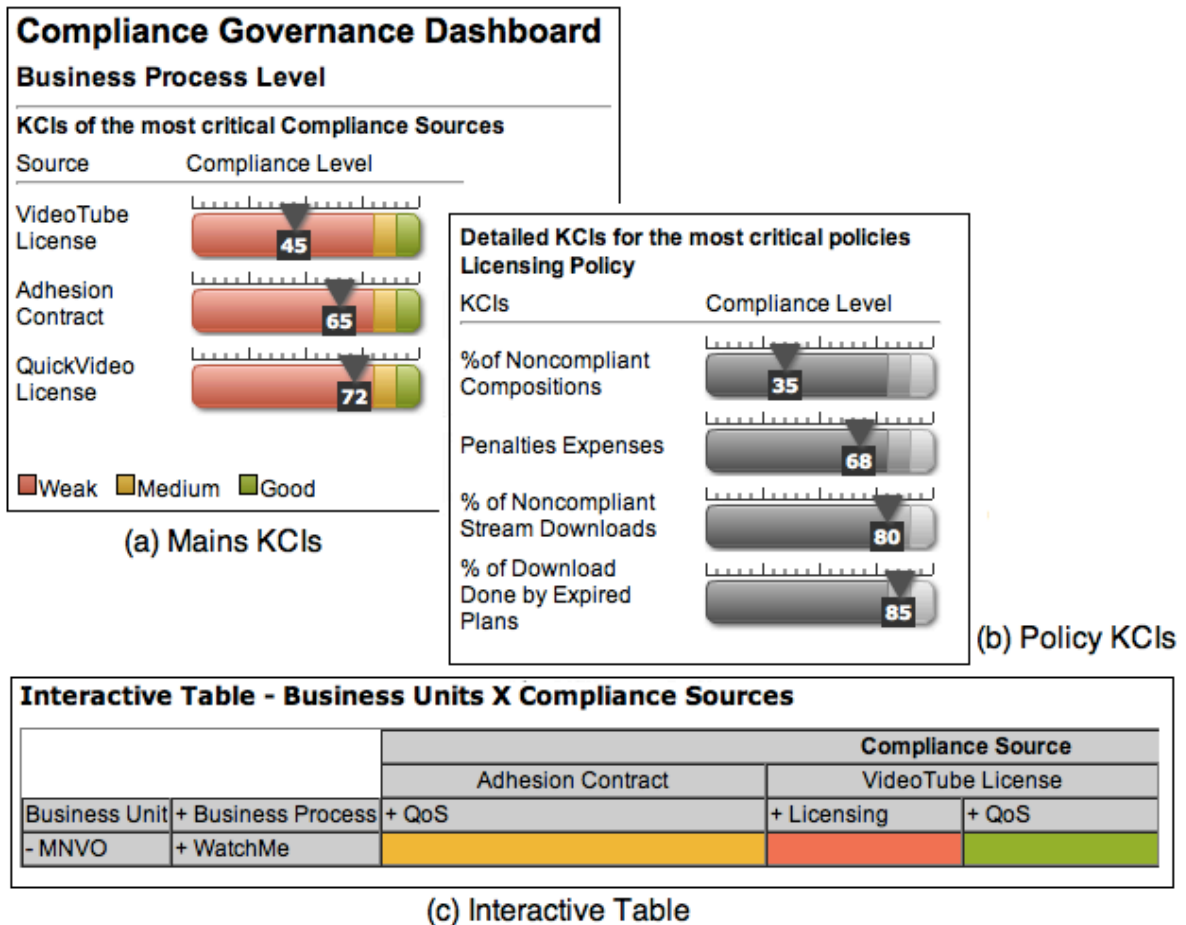 Compliance Governance Dashboard
Business Process Level
KCIs of the most critical Compliance Sources
Source Compliance Level
VideoTube
License
45
Adhesion
Contract
65
QuickVideo
License
72
Weak Medium Good
(a) Mains KCIs
Detailed KCIs for the most critical policies
Licensing Policy
KCIs Compliance Level
%of Noncompliant
Compositions
35
Penalties Expenses
68
% of Noncompliant
Stream Downloads
80
% of Download
Done by Expired
Plans
85
(b) Policy KCIs
Interactive Table - Business Units X Compliance Sources
Compliance Source
Adhesion Contract VideoTube License
Business Unit + Business Process + QoS + Licensing + QoS
- MNVO + WatchMe
(c) Interactive Table